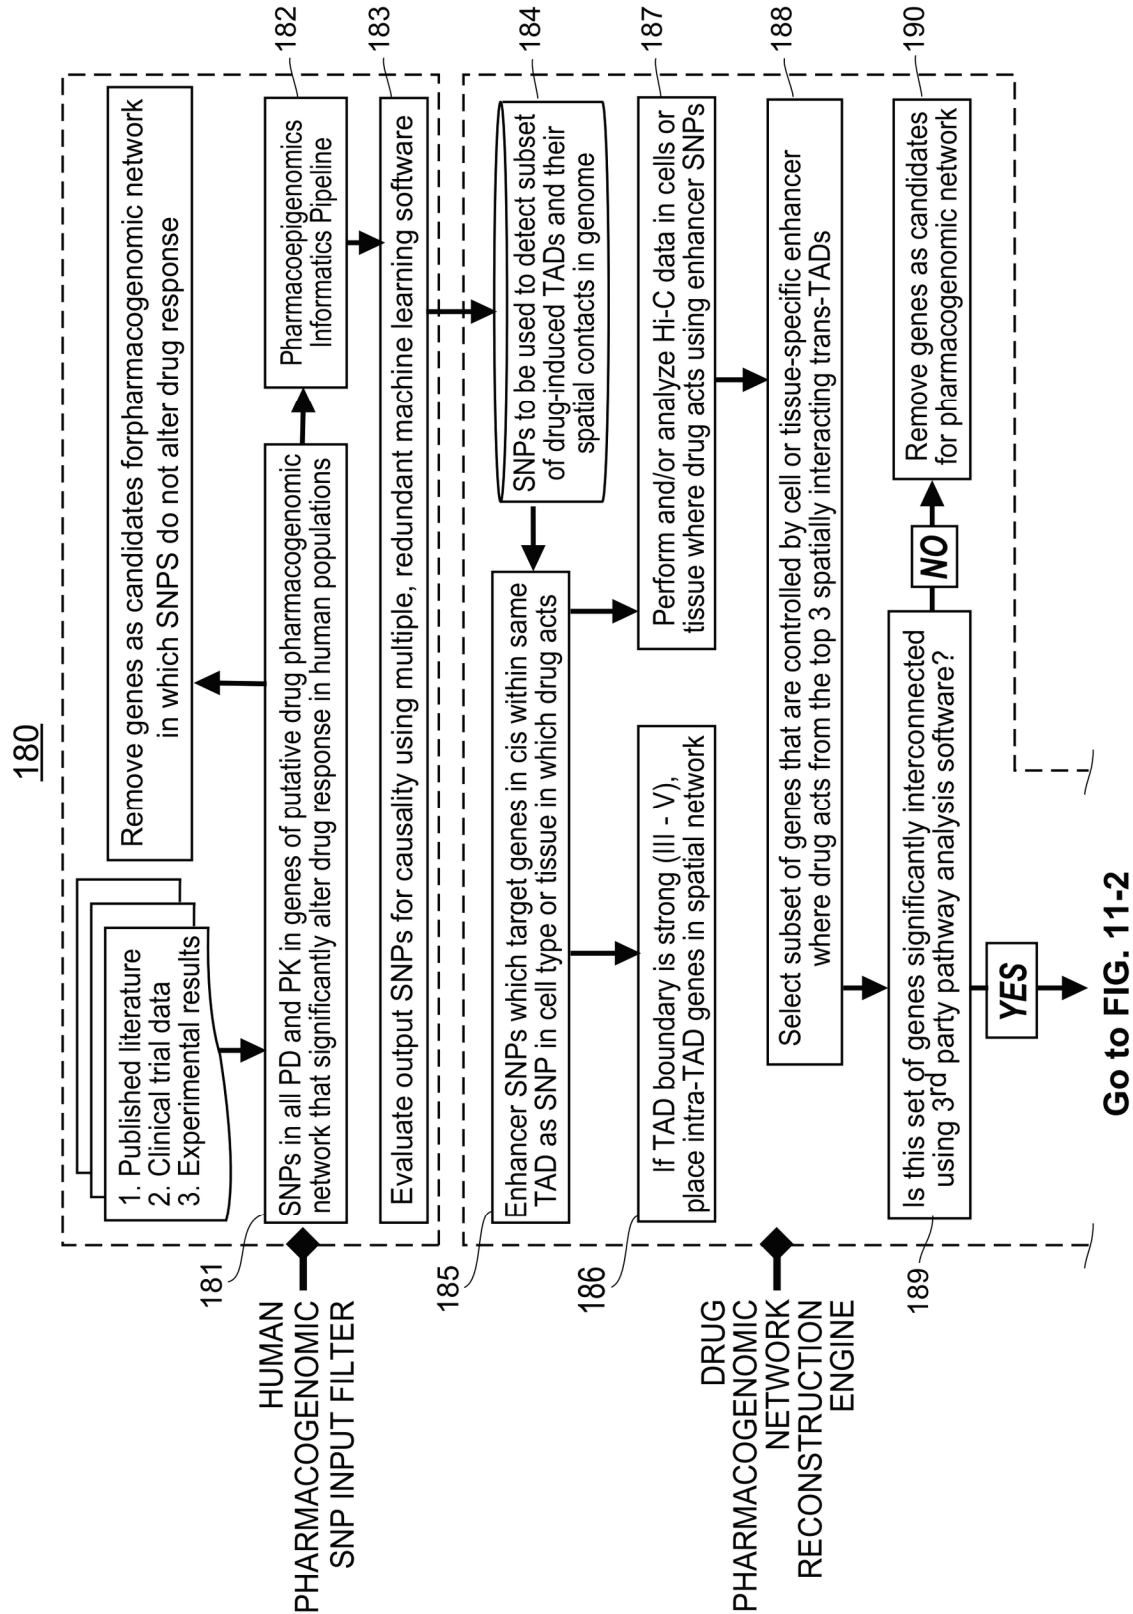 180
1. Published literature
2. Clinical trial data
3. Experimental results
Remove genes as candidates forpharmacogenomic network
in which SNPS do not alter drug response
181
SNPs in all PD and PK in genes of putative drug pharmacogenomic
network that significantly alter drug response in human populations
Pharmacoepigenomics
Informatics Pipeline
182
HUMAN
PHARMACOGENOMIC
SNP INPUT FILTER
Evaluate output SNPs for causality using multiple, redundant machine learning software
183
SNPs to be used to detect subset
of drug-induced TADs and their
spatial contacts in genome
184
185
Enhancer SNPs which target genes in cis within same
TAD as SNP in cell type or tissue in which drug acts
186
If TAD boundary is strong (III - V),
place intra-TAD genes in spatial network
Perform and/or analyze Hi-C data in cells or
tissue where drug acts using enhancer SNPs
187
DRUG
PHARMACOGENOMIC
NETWORK
RECONSTRUCTION
ENGINE
Select subset of genes that are controlled by cell or tissue-specific enhancer
where drug acts from the top 3 spatially interacting trans-TADs
188
189
Is this set of genes significantly interconnected
using 3rd party pathway analysis software?
NO
Remove genes as candidates
for pharmacogenomic network
190
YES
Go to FIG. 11-2